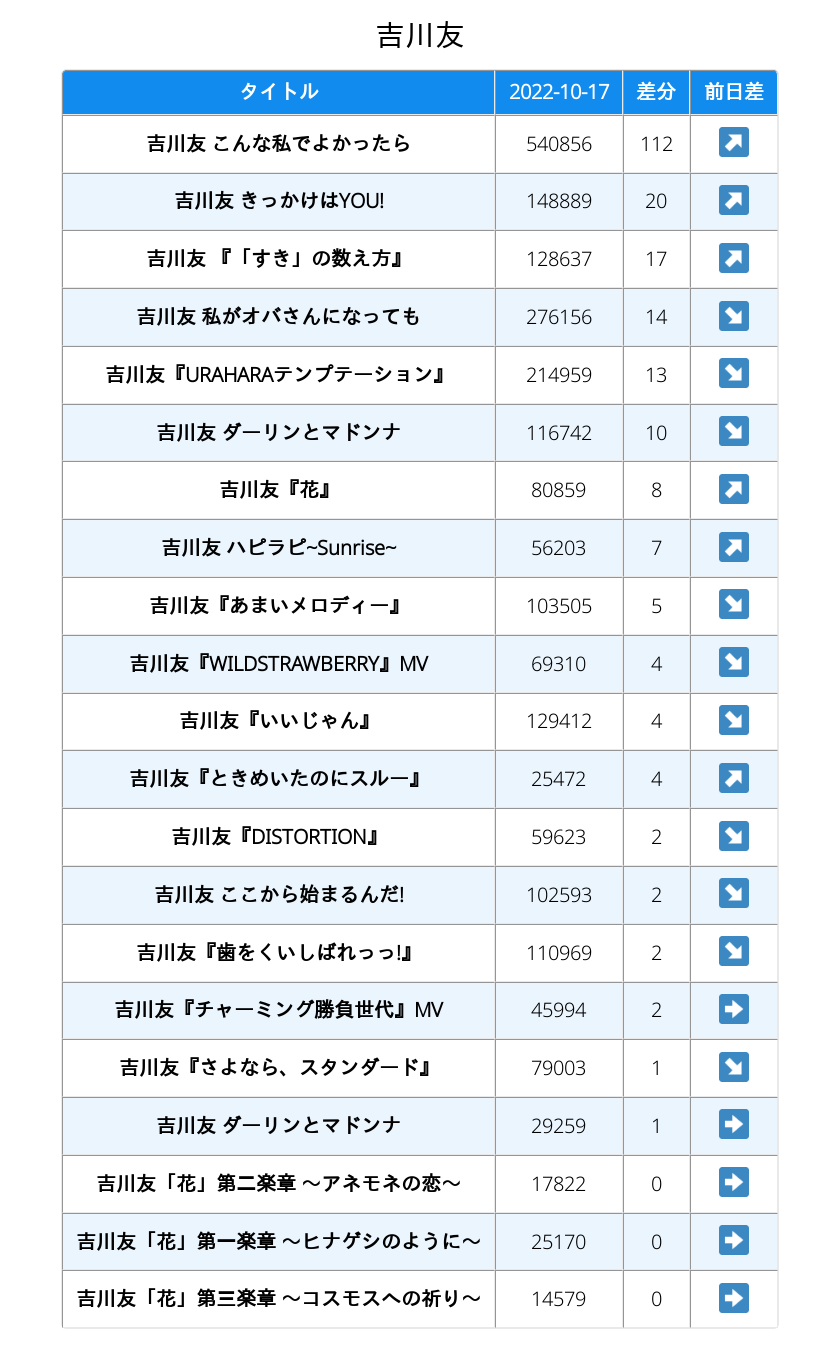 吉川友
タイトル 2022-10-17 差分 前日差
吉川友 こんな私でよかったら 540856 112 ↗
吉川友 きっかけはYOU! 148889 20 ↗
吉川友 『「すき」の数え方』 128637 17 ↗
吉川友 私がオバさんになっても 276156 14 ↘
吉川友『URAHARAテンプテーション』 214959 13 ↘
吉川友 ダーリンとマドンナ 116742 10 ↘
吉川友『花』 80859 8 ↗
吉川友 ハピラピ~Sunrise~ 56203 7 ↗
吉川友『あまいメロディー』 103505 5 ↘
吉川友『WILDSTRAWBERRY』MV 69310 4 ↘
吉川友『いいじゃん』 129412 4 ↘
吉川友『ときめいたのにスルー』 25472 4 ↗
吉川友『DISTORTION』 59623 2 ↘
吉川友 ここから始まるんだ! 102593 2 ↘
吉川友『歯をくいしばれっっ!』 110969 2 ↘
吉川友『チャーミング勝負世代』MV 45994 2 ➡
吉川友『さよなら、スタンダード』 79003 1 ↘
吉川友 ダーリンとマドンナ 29259 1 ➡
吉川友「花」第二楽章 〜アネモネの恋〜 17822 0 ➡
吉川友「花」第一楽章 〜ヒナゲシのように〜 25170 0 ➡
吉川友「花」第三楽章 〜コスモスへの祈り〜 14579 0 ➡